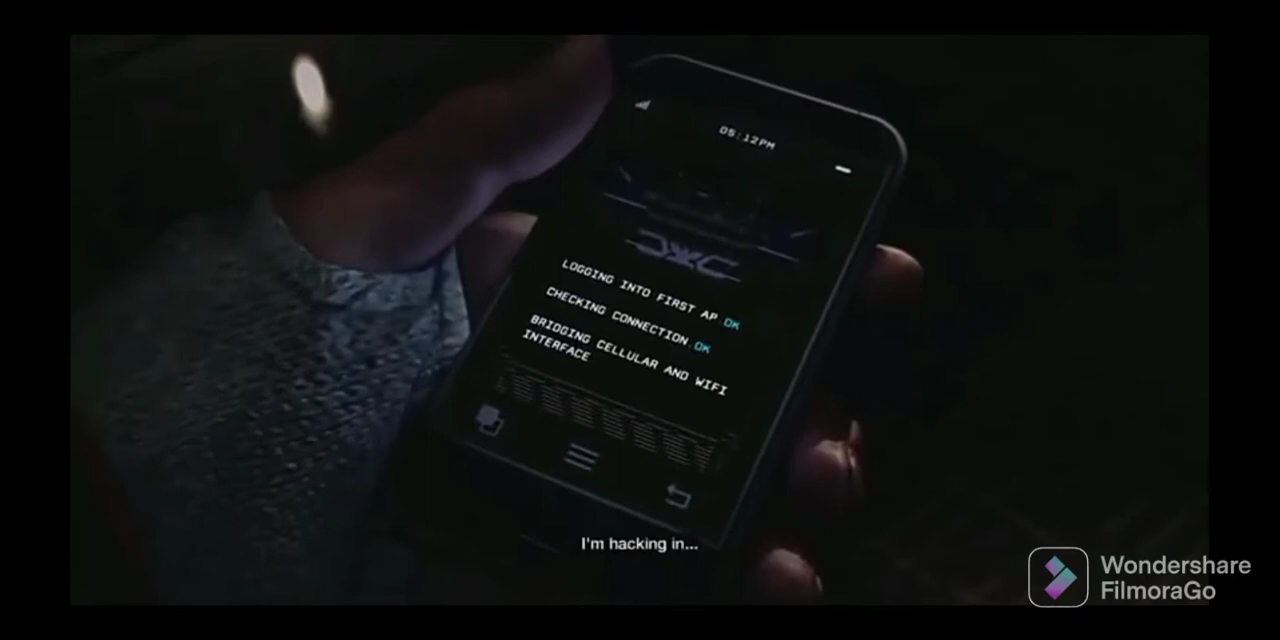 05:12PM
LOGGING INTO FIRST AP OK
CHECKING CONNECTION OK
BRIDGING CELLULAR AND WIFI
INTERFACE
I'm hacking in...
Wondershare
FilmoraGo